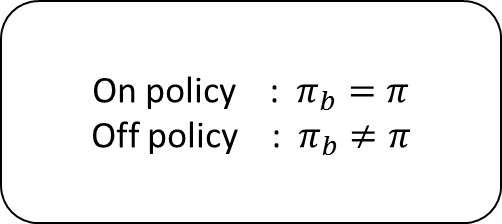 On policy : π_b = π
Off policy : π_b ≠ π